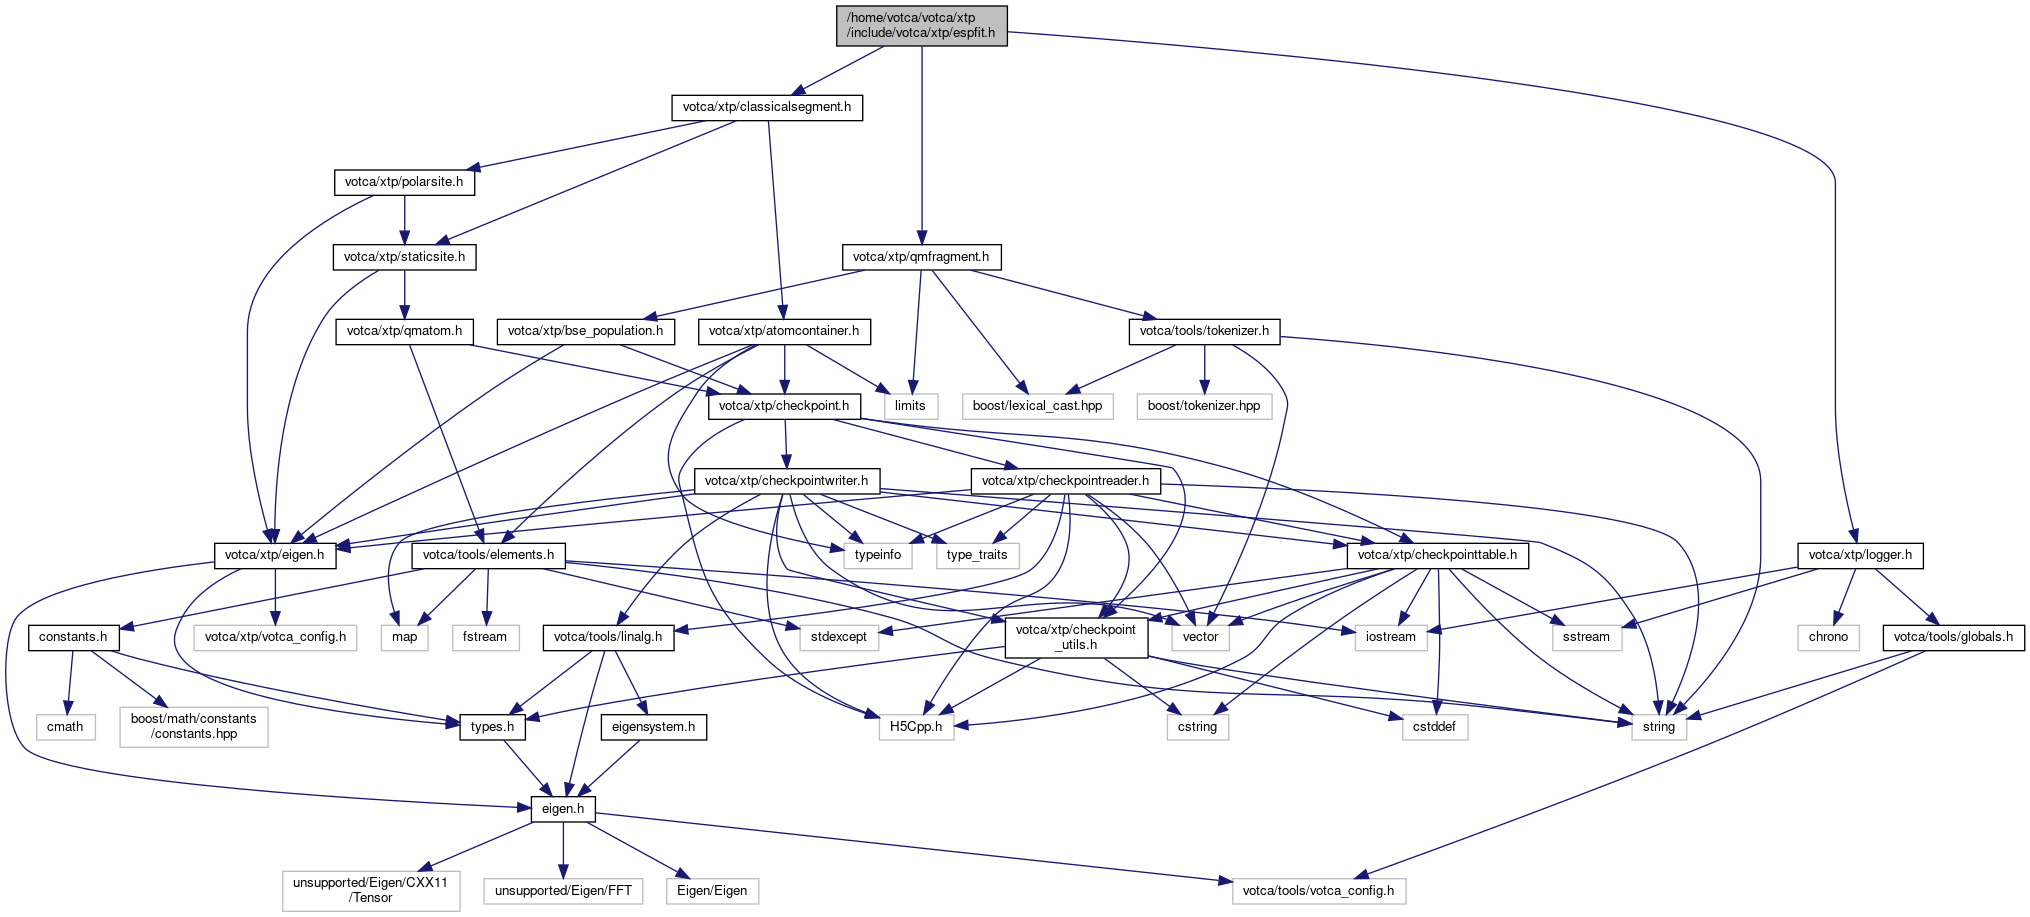 /home/votca/votca/xtp
/include/votca/xtp/espfit.h
votca/xtp/classicalsegment.h
votca/xtp/polarsite.h
votca/xtp/staticsite.h
votca/xtp/qmfragment.h
votca/xtp/qmatom.h
votca/xtp/bse_population.h
votca/xtp/atomcontainer.h
votca/tools/tokenizer.h
votca/xtp/checkpoint.h
limits
boost/lexical_cast.hpp
boost/tokenizer.hpp
votca/xtp/checkpointwriter.h
votca/xtp/checkpointreader.h
votca/xtp/eigen.h
votca/tools/elements.h
typeinfo
type_traits
votca/xtp/checkpointtable.h
votca/xtp/logger.h
constants.h
votca/xtp/votca_config.h
map
fstream
votca/tools/linalg.h
stdexcept
votca/xtp/checkpoint
_utils.h
vector
iostream
sstream
chrono
votca/tools/globals.h
cmath
boost/math/constants
/constants.hpp
types.h
eigensystem.h
H5Cpp.h
cstring
cstddef
string
eigen.h
unsupported/Eigen/CXX11
/Tensor
unsupported/Eigen/FFT
Eigen/Eigen
votca/tools/votca_config.h